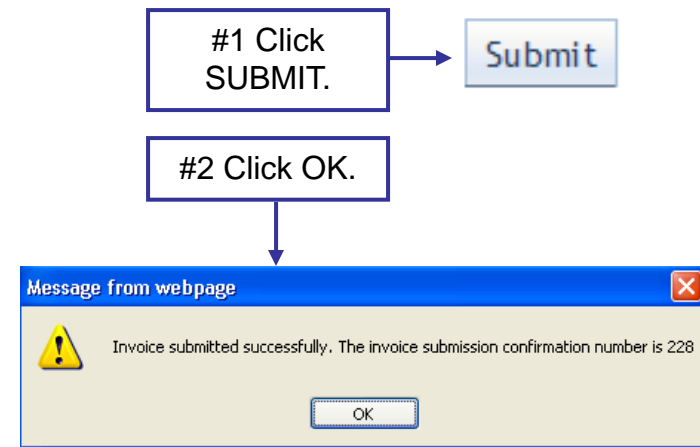 #1 Click
SUBMIT.
Submit
#2 Click OK.
Message from webpage
Invoice submitted successfully. The invoice submission confirmation number is 228
OK